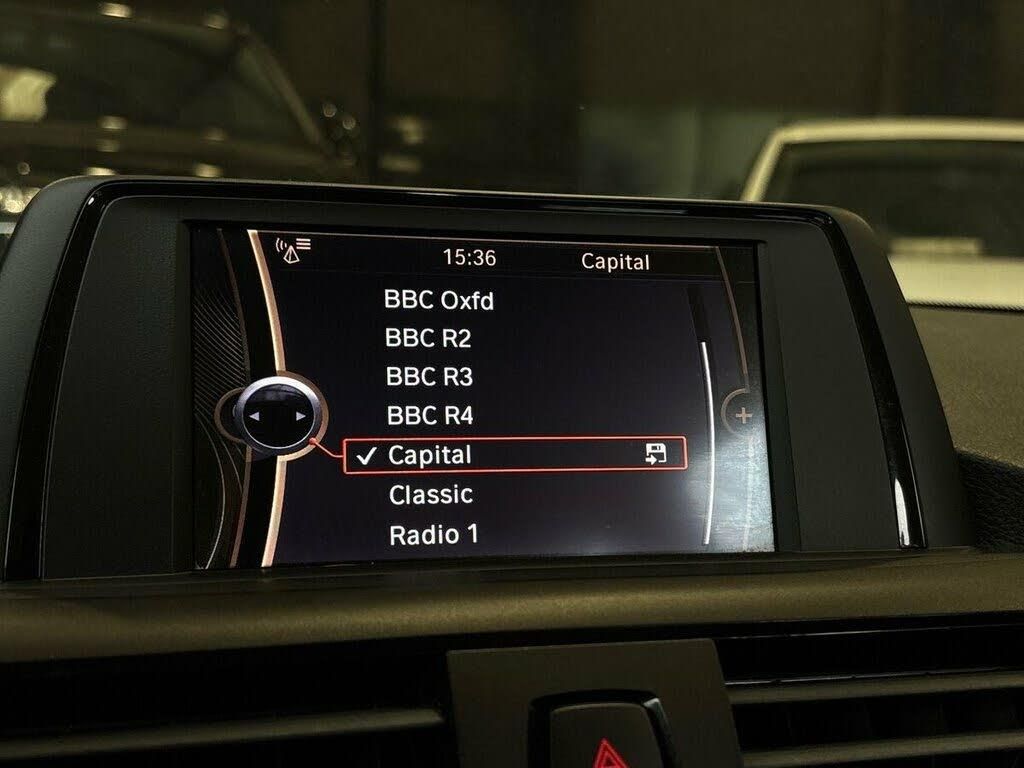 15:36 Capital
BBC Oxfd
BBC R2
BBC R3
BBC R4
Capital
Classic
Radio 1